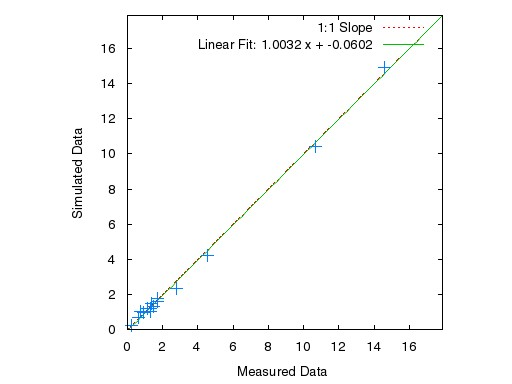 1:1 Slope
Linear Fit: 1.0032 x + -0.0602
16
14
12
10
8
6
4
2
0
Simulated Data
0 2 4 6 8 10 12 14 16
Measured Data